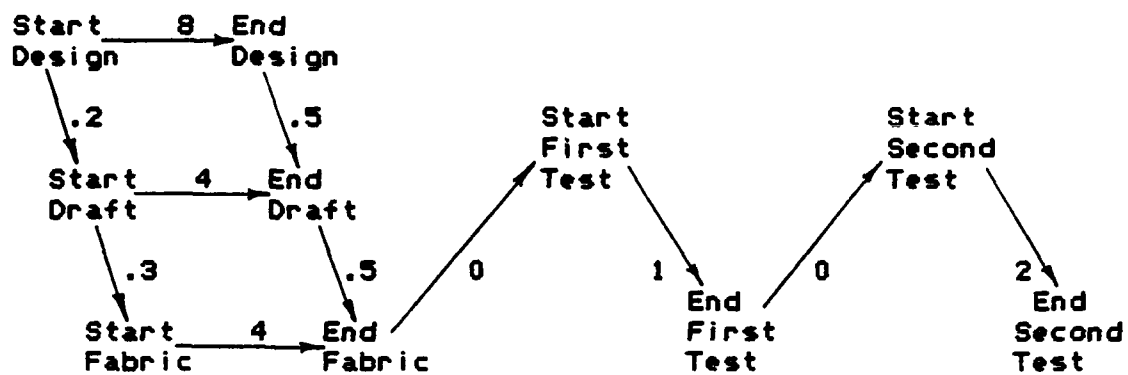 Start 8 End
Design Design
.2 .5
Start Start
First Second
Test Test
Start 4 End
Draft Draft
.3 .5 0 1 0 2
End End
First Second
Test Test
Start 4 End
Fabric Fabric